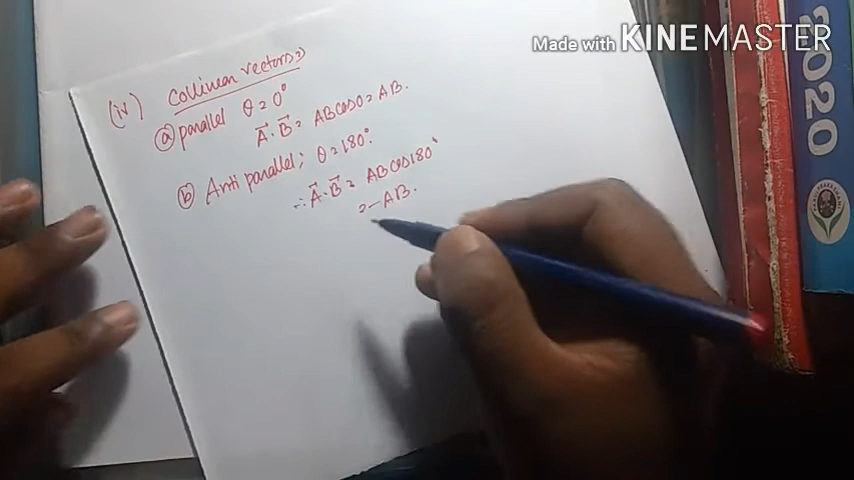 Made with KINEMASTER
2020
(iv) Collinear vectors:
(a) parallel θ = 0°
A⃗.B⃗ = AB cos0 = AB.
(b) Anti parallel; θ = 180°.
∴ A⃗.B⃗ = AB cos180°
= -AB.